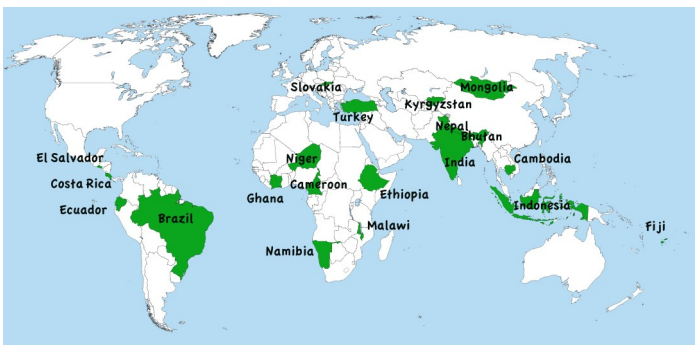 Slovakia
Mongolia
Kyrgyzstan
Turkey
Nepal
Bhutan
El Salvador
Niger
India
Cambodia
Costa Rica
Cameroon
Ethiopia
Ghana
Ecuador
Indonesia
Brazil
Malawi
Fiji
Namibia